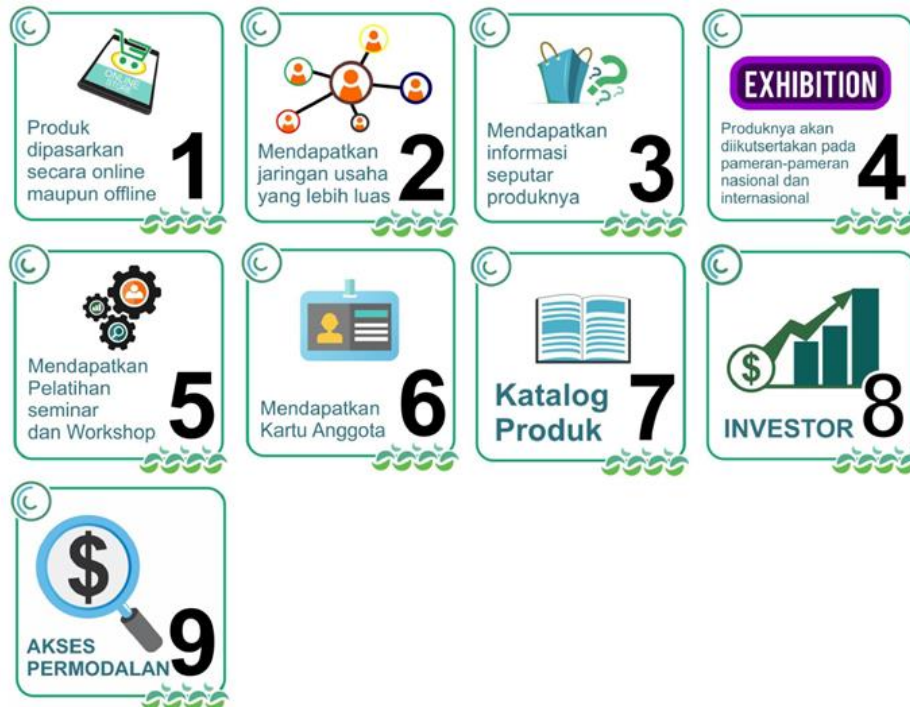 ONLINE
STORE
Produk
dipasarkan
secara online
maupun offline
1
Mendapatkan
jaringan usaha
yang lebih luas
2
??
Mendapatkan
informasi
seputar
produknya
3
EXHIBITION
Produknya akan
diikutsertakan pada
pameran-pameran
nasional dan
internasional
4
Mendapatkan
Pelatihan
seminar
dan Workshop
5
Mendapatkan
Kartu Anggota
6
Katalog
Produk
7
$
INVESTOR
8
$
AKSES
PERMODALAN
9